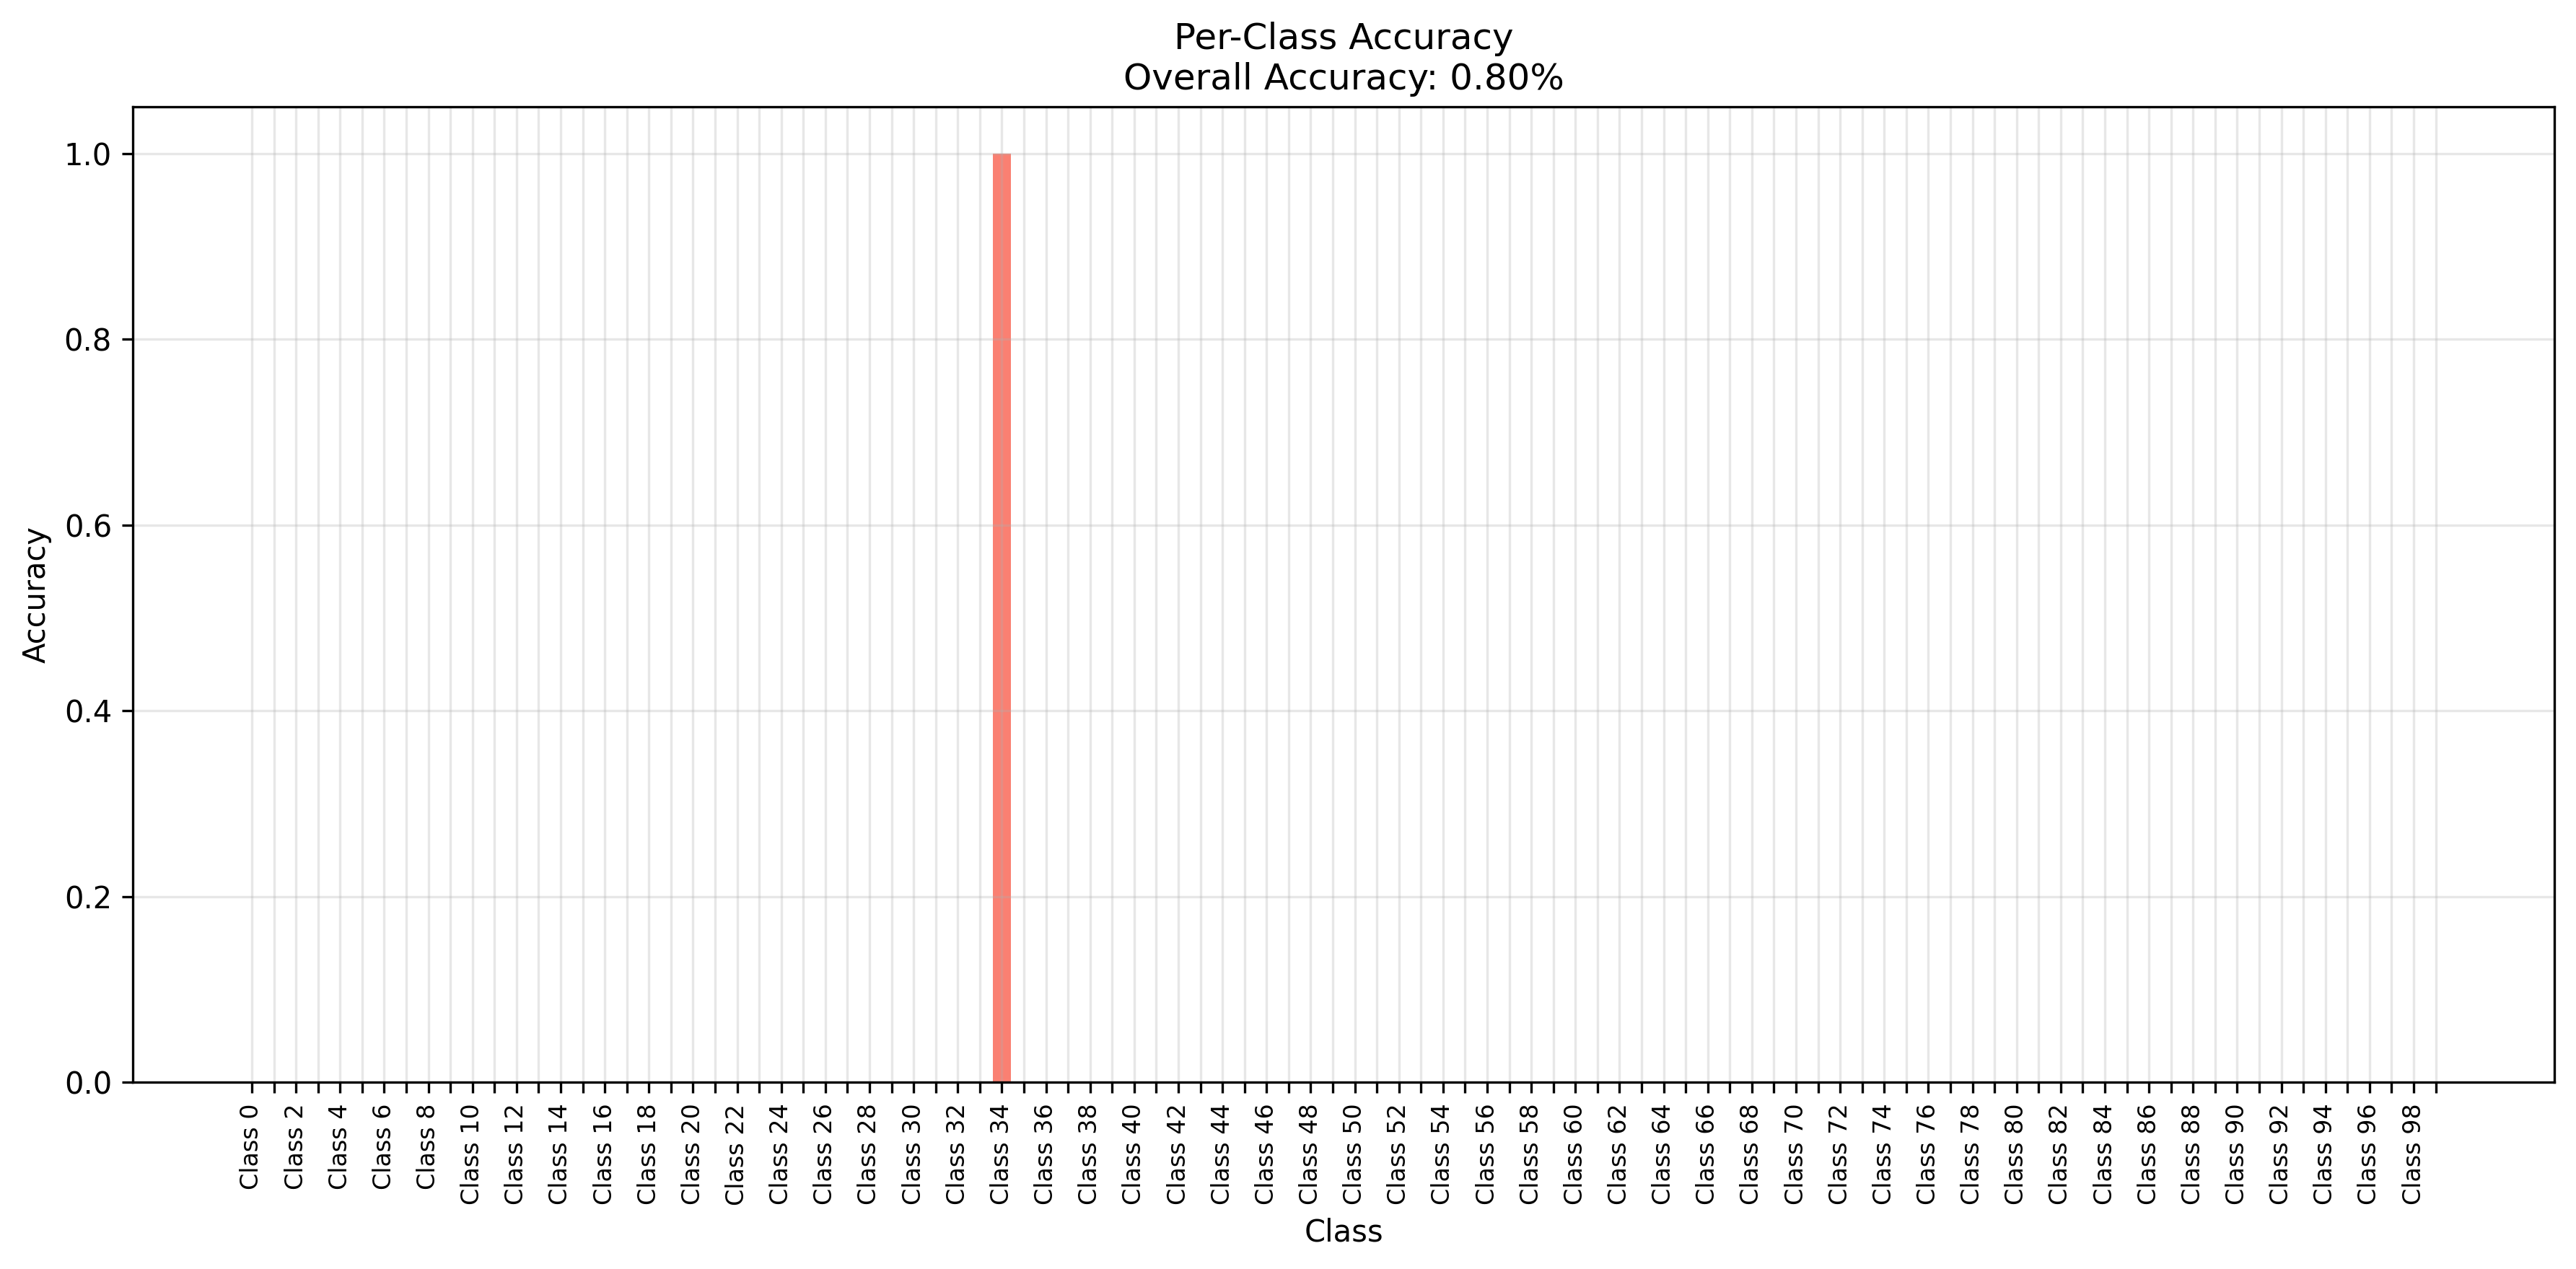 Per-Class Accuracy
Overall Accuracy: 0.80%
Accuracy
1.0
0.8
0.6
0.4
0.2
0.0
Class 0
Class 2
Class 4
Class 6
Class 8
Class 10
Class 12
Class 14
Class 16
Class 18
Class 20
Class 22
Class 24
Class 26
Class 28
Class 30
Class 32
Class 34
Class 36
Class 38
Class 40
Class 42
Class 44
Class 46
Class 48
Class 50
Class 52
Class 54
Class 56
Class 58
Class 60
Class 62
Class 64
Class 66
Class 68
Class 70
Class 72
Class 74
Class 76
Class 78
Class 80
Class 82
Class 84
Class 86
Class 88
Class 90
Class 92
Class 94
Class 96
Class 98
Class